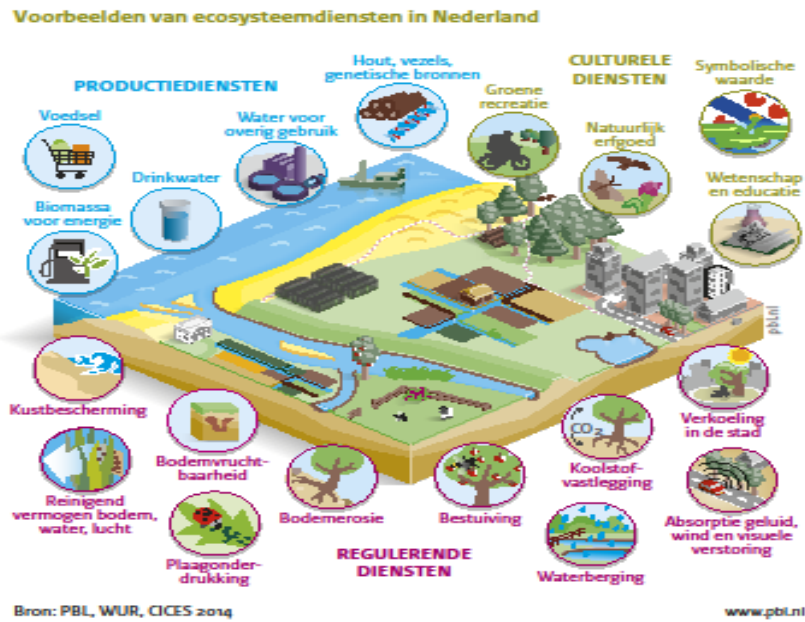 Voorbeelden van ecosysteemdiensten in Nederland
PRODUCTIEDIENSTEN
Voedsel
Biomassa
voor energie
Drinkwater
Water voor
overig gebruik
Hout, vezels,
genetische bronnen
CULTURELE
DIENSTEN
Groene
recreatie
Natuurlijk
erfgoed
Symbolische
waarde
Wetenschap
en educatie
pbl.nl
Kustbescherming
Reinigend
vermogen bodem,
water, lucht
Bodemvrucht-
baarheid
Plaagonder-
drukking
Bodemerosie
REGULERENDE
DIENSTEN
Bestuiving
CO2
Koolstof-
vastlegging
Waterberging
Verkoeling
in de stad
Absorptie geluid,
wind en visuele
verstoring
Bron: PBL, WUR, CICES 2014
www.pbl.nl